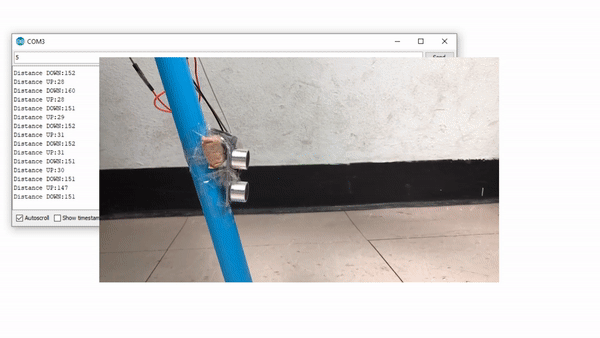 COM3
5
Send
Distance DOWN:152
Distance UP:28
Distance DOWN:160
Distance UP:28
Distance DOWN:151
Distance UP:29
Distance DOWN:152
Distance UP:31
Distance DOWN:152
Distance UP:31
Distance DOWN:151
Distance UP:30
Distance DOWN:151
Distance UP:147
Distance DOWN:151
Autoscroll Show timestam